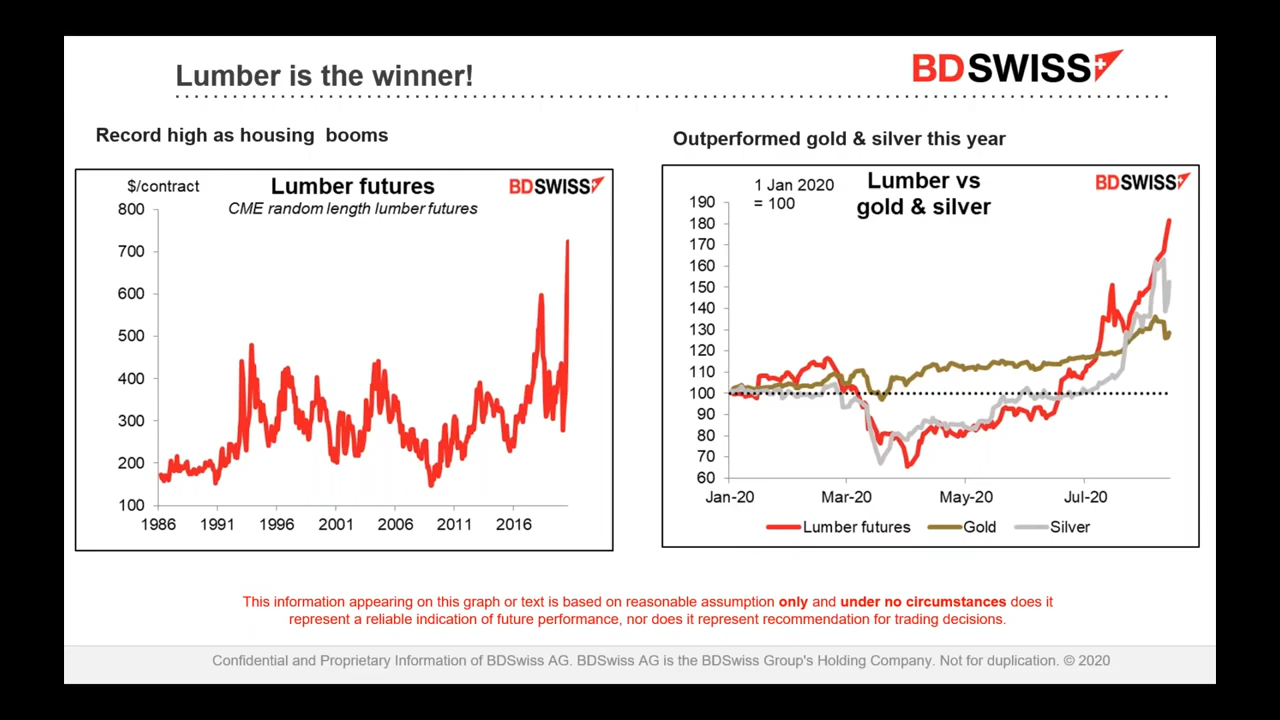 Lumber is the winner!
BDSWISS
Record high as housing booms
$/contract
Lumber futures
BDSWISS
CME random length lumber futures
800
700
600
500
400
300
200
100
1986 1991 1996 2001 2006 2011 2016
Outperformed gold & silver this year
1 Jan 2020
= 100
Lumber vs
gold & silver
BDSWISS
190
180
170
160
150
140
130
120
110
100
90
80
70
60
Jan-20 Mar-20 May-20 Jul-20
Lumber futures Gold Silver
This information appearing on this graph or text is based on reasonable assumption only and under no circumstances does it
represent a reliable indication of future performance, nor does it represent recommendation for trading decisions.
Confidential and Proprietary Information of BDSwiss AG. BDSwiss AG is the BDSwiss Group's Holding Company. Not for duplication. © 2020